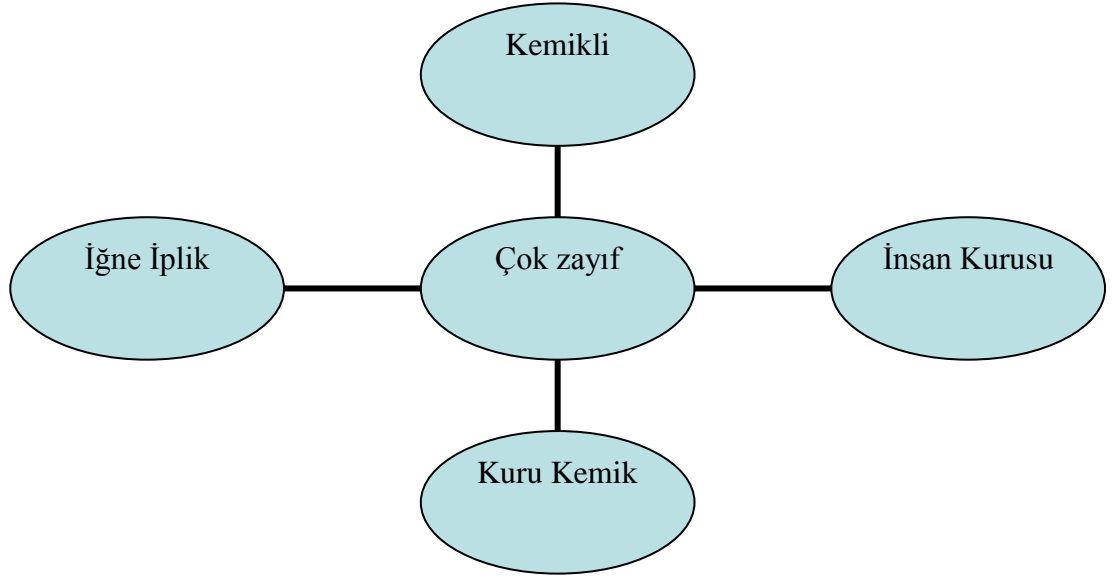 Kemikli
İğne İplik
Çok zayıf
İnsan Kurusu
Kuru Kemik